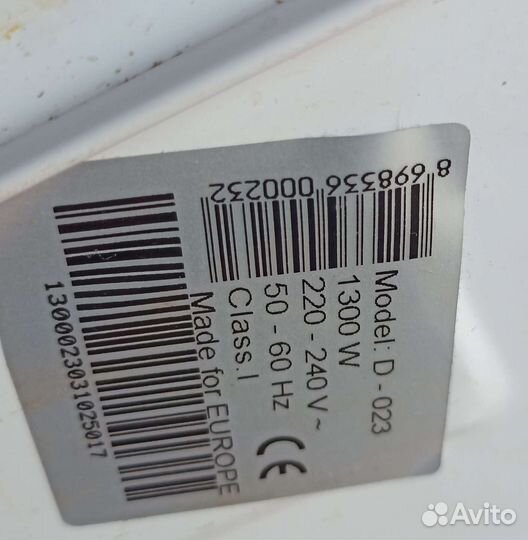 8 698336 000232
Model: D - 023
1300 W
220 - 240 V ~
50 - 60 Hz
Class. I
Made for EUROPE
CE
1300023031025017
Avito